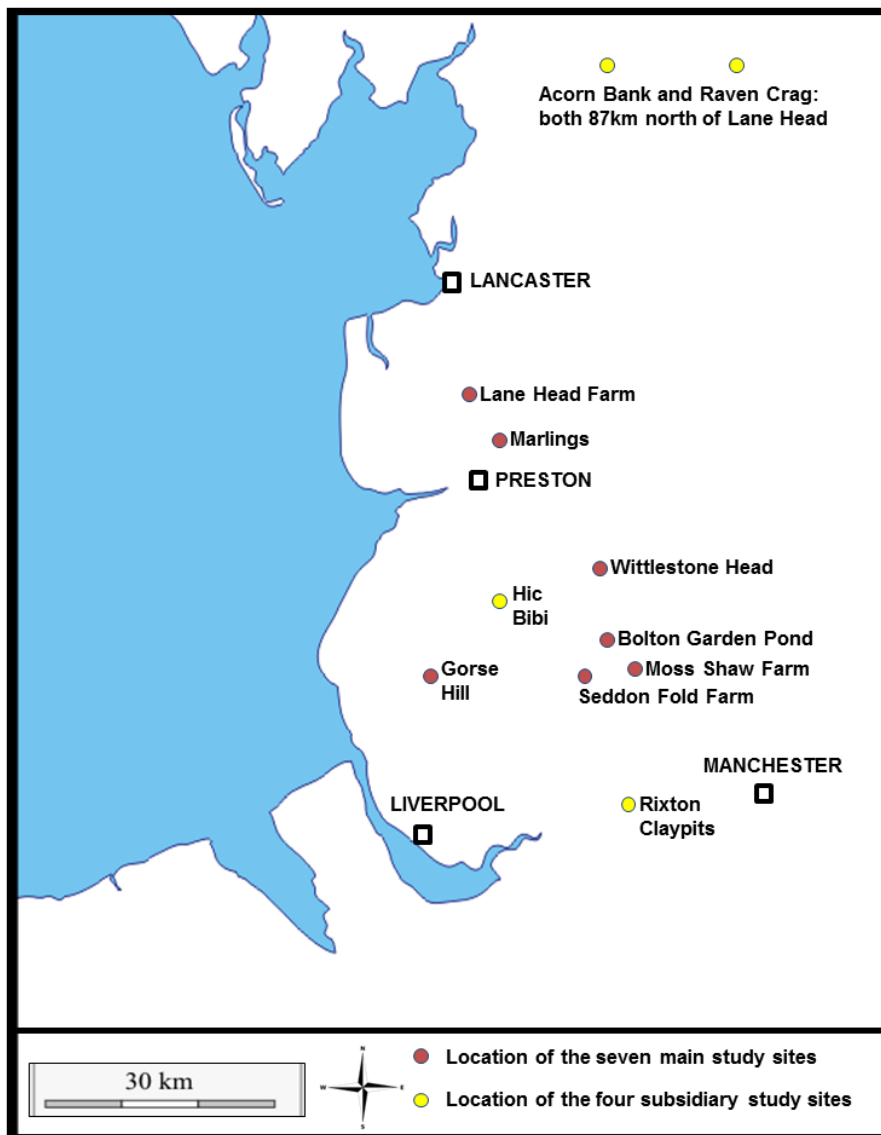 Acorn Bank and Raven Crag:
both 87km north of Lane Head
LANCASTER
Lane Head Farm
Marlings
PRESTON
Wittlestone Head
Hic
Bibi
Bolton Garden Pond
Gorse
Hill
Moss Shaw Farm
Seddon Fold Farm
MANCHESTER
LIVERPOOL
Rixton
Claypits
30 km
N
W
E
S
Location of the seven main study sites
Location of the four subsidiary study sites